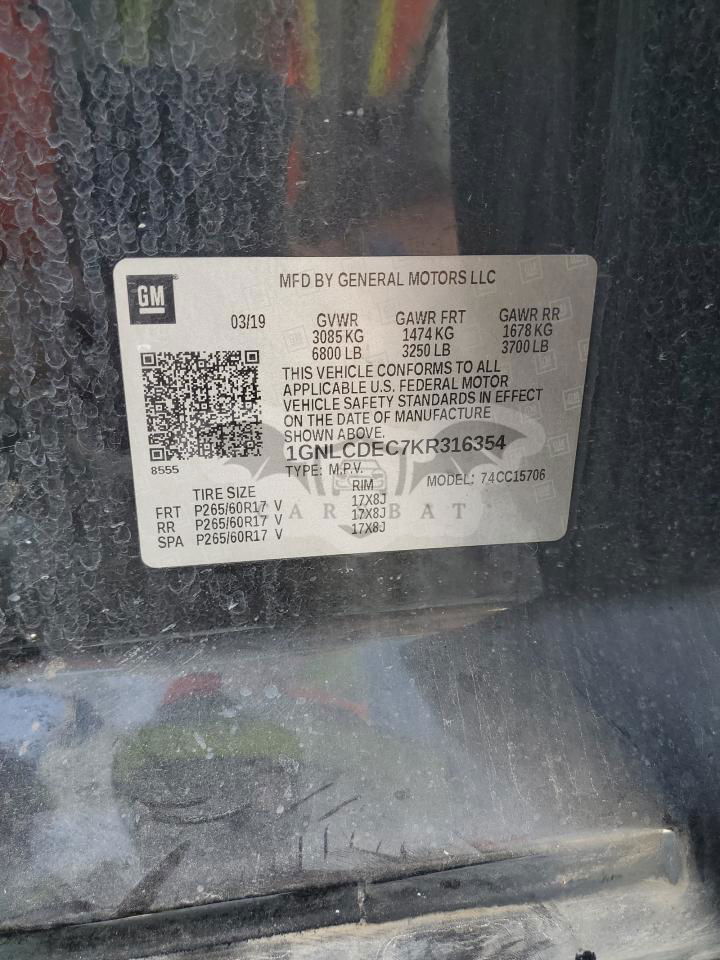 GM
MFD BY GENERAL MOTORS LLC
03/19 GVWR GAWR FRT GAWR RR
3085 KG 1474 KG 1678 KG
6800 LB 3250 LB 3700 LB
THIS VEHICLE CONFORMS TO ALL
APPLICABLE U.S. FEDERAL MOTOR
VEHICLE SAFETY STANDARDS IN EFFECT
ON THE DATE OF MANUFACTURE
SHOWN ABOVE.
8555
1GNLCDEC7KR316354
TYPE: M.P.V. MODEL: 74CC15706
TIRE SIZE RIM
FRT P265/60R17 V 17X8J
RR P265/60R17 V 17X8J
SPA P265/60R17 V 17X8J
CAR BAT